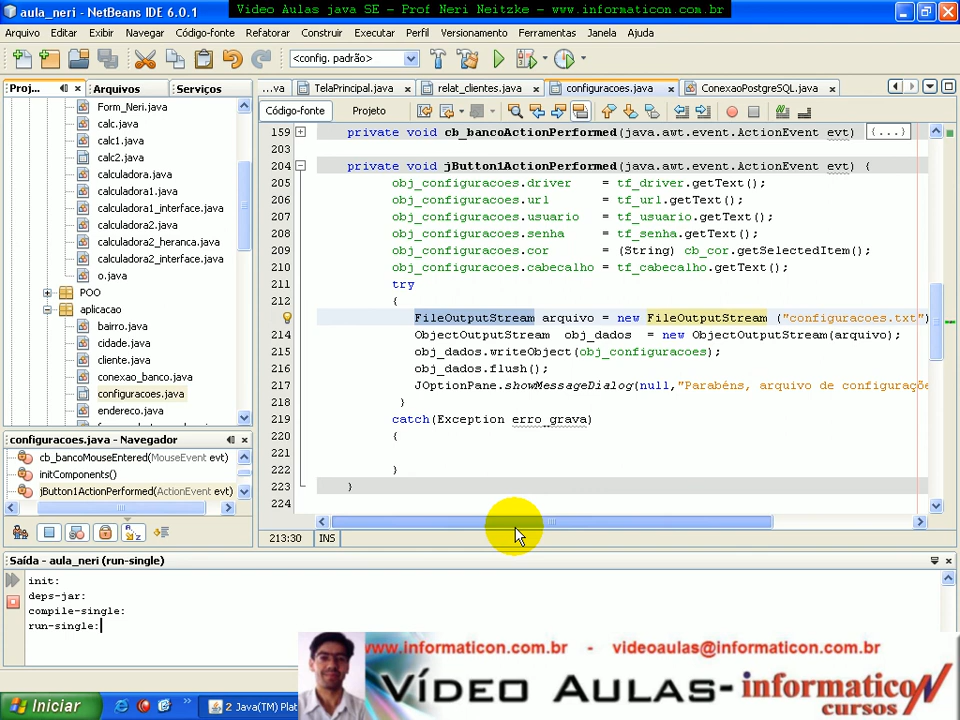 aula_neri - NetBeans IDE 6.0.1
Video Aulas java SE - Prof Neri Neitzke - www.informaticon.com.br
Arquivo Editar Exibir Navegar Código-fonte Refatorar Construir Executar Perfil Versionamento Ferramentas Janela Ajuda
<config. padrão>
Proj... Arquivos Serviços
...va TelaPrincipal.java relat_clientes.java configuracoes.java ConexaoPostgreSQL.java
Código-fonte Projeto
Form_Neri.java
calc.java
calc1.java
calc2.java
calculadora.java
calculadora1.java
calculadora1_interface.java
calculadora2.java
calculadora2_heranca.java
calculadora2_interface.java
o.java
POO
aplicacao
bairro.java
cidade.java
cliente.java
conexao_banco.java
configuracoes.java
endereco.java
159 private void cb_bancoActionPerformed(java.awt.event.ActionEvent evt) {...}
203
204 private void jButton1ActionPerformed(java.awt.event.ActionEvent evt) {
205 obj_configuracoes.driver = tf_driver.getText();
206 obj_configuracoes.url = tf_url.getText();
207 obj_configuracoes.usuario = tf_usuario.getText();
208 obj_configuracoes.senha = tf_senha.getText();
209 obj_configuracoes.cor = (String) cb_cor.getSelectedItem();
210 obj_configuracoes.cabecalho = tf_cabecalho.getText();
211 try
212 {
FileOutputStream arquivo = new FileOutputStream ("configuracoes.txt")
214 ObjectOutputStream obj_dados = new ObjectOutputStream(arquivo);
215 obj_dados.writeObject(obj_configuracoes);
216 obj_dados.flush();
217 JOptionPane.showMessageDialog(null,"Parabéns, arquivo de configuraçõe
218 }
219 catch(Exception erro_grava)
220 {
221
222 }
223 }
224
213:30 INS
configuracoes.java - Navegador
cb_bancoMouseEntered(MouseEvent evt)
initComponents()
jButton1ActionPerformed(ActionEvent evt)
Saída - aula_neri (run-single)
init:
deps-jar:
compile-single:
run-single:
www.informaticon.com.br - videoaulas@informaticon.com.br
VÍDEO AULAS-informaticon
cursos
Iniciar
2 Java(TM) Plat